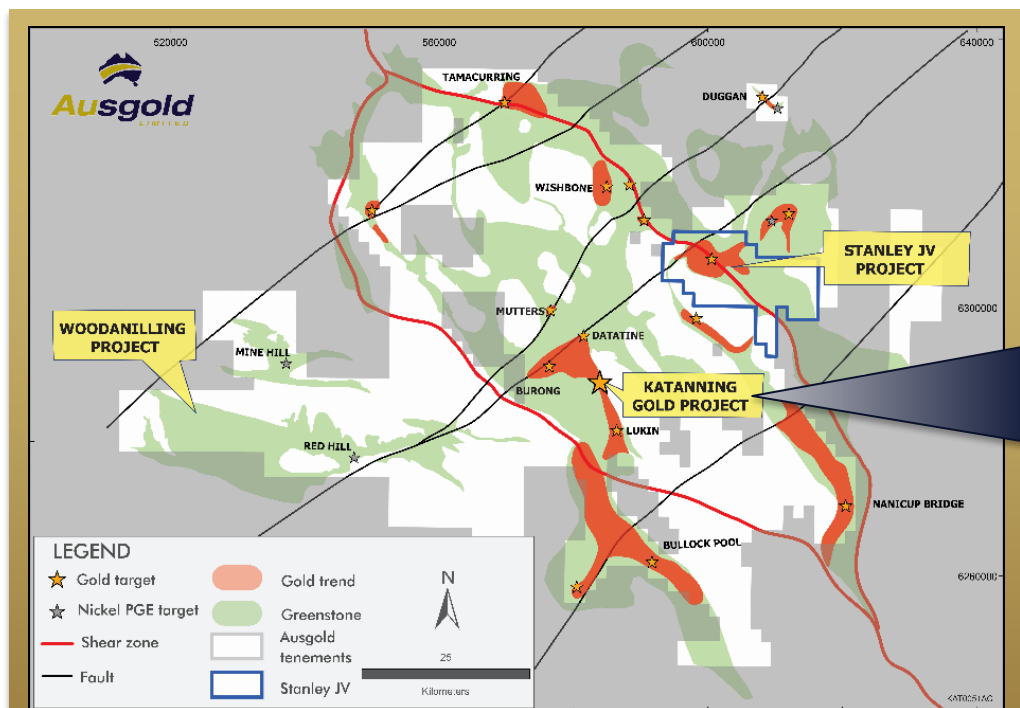 520000
560000
600000
640000
Ausgold
LIMITED
TAMACURRING
DUGGAN
WISHBONE
STANLEY JV
PROJECT
6300000
MUTTERS
WOODANILLING
PROJECT
MINE HILL
DATATINE
BURONG
KATANNING
GOLD PROJECT
LUKIN
RED HILL
NANICUP BRIDGE
BULLOCK POOL
6260000
LEGEND
Gold target
Nickel PGE target
Shear zone
Fault
Gold trend
Greenstone
Ausgold
tenements
Stanley JV
N
25
Kilometers
KAT0051AG